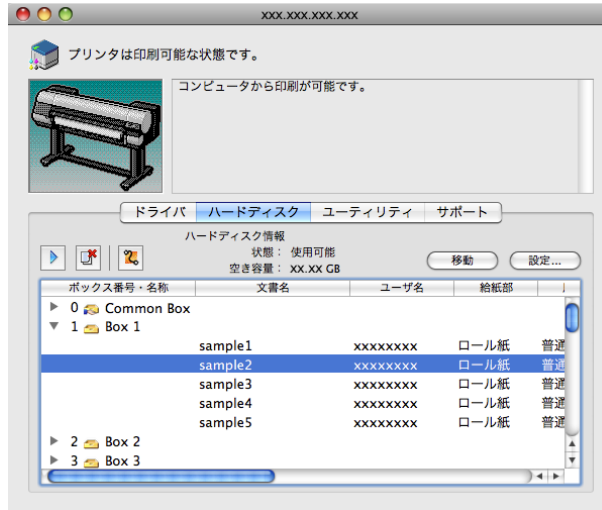 xxx.xxx.xxx.xxx
プリンタは印刷可能な状態です。
コンピュータから印刷が可能です。
ドライバ ハードディスク ユーティリティ サポート
ハードディスク情報
状態： 使用可能
空き容量： XX.XX GB
移動 設定...
ボックス番号・名称 文書名 ユーザ名 給紙部
0 Common Box
1 Box 1
sample1 xxxxxxxx ロール紙 普通
sample2 xxxxxxxx ロール紙 普通
sample3 xxxxxxxx ロール紙 普通
sample4 xxxxxxxx ロール紙 普通
sample5 xxxxxxxx ロール紙 普通
2 Box 2
3 Box 3